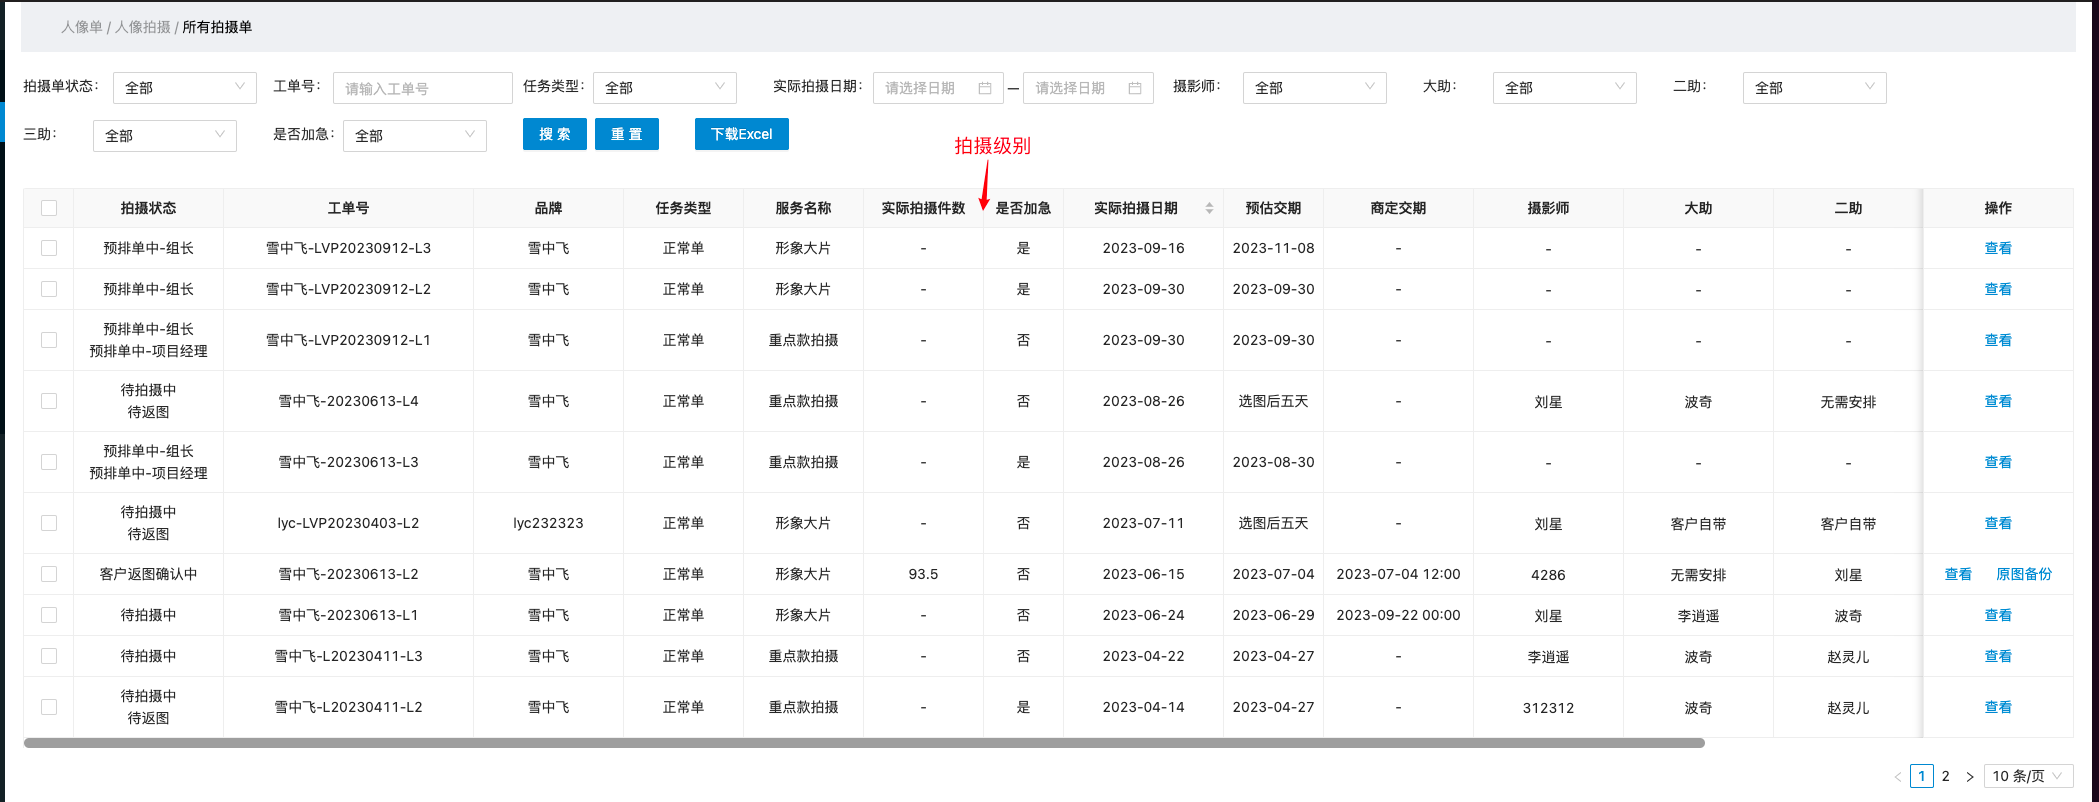 人像单 / 人像拍摄 / 所有拍摄单
拍摄单状态： 全部 工单号： 请输入工单号 任务类型： 全部 实际拍摄日期： 请选择日期 — 请选择日期 摄影师： 全部 大助： 全部 二助： 全部
三助： 全部 是否加急： 全部 搜 索 重 置 下载Excel
拍摄级别
拍摄状态 工单号 品牌 任务类型 服务名称 实际拍摄件数 是否加急 实际拍摄日期 预估交期 商定交期 摄影师 大助 二助 操作
预排单中-组长 雪中飞-LVP20230912-L3 雪中飞 正常单 形象大片 - 是 2023-09-16 2023-11-08 - - - - 查看
预排单中-组长 雪中飞-LVP20230912-L2 雪中飞 正常单 形象大片 - 是 2023-09-30 2023-09-30 - - - - 查看
预排单中-组长
预排单中-项目经理 雪中飞-LVP20230912-L1 雪中飞 正常单 重点款拍摄 - 否 2023-09-30 2023-09-30 - - - - 查看
待拍摄中
待返图 雪中飞-20230613-L4 雪中飞 正常单 重点款拍摄 - 否 2023-08-26 选图后五天 - 刘星 波奇 无需安排 查看
预排单中-组长
预排单中-项目经理 雪中飞-20230613-L3 雪中飞 正常单 重点款拍摄 - 是 2023-08-26 2023-08-30 - - - - 查看
待拍摄中
待返图 lyc-LVP20230403-L2 lyc232323 正常单 形象大片 - 否 2023-07-11 选图后五天 - 刘星 客户自带 客户自带 查看
客户返图确认中 雪中飞-20230613-L2 雪中飞 正常单 形象大片 93.5 否 2023-06-15 2023-07-04 2023-07-04 12:00 4286 无需安排 刘星 查看 原图备份
待拍摄中 雪中飞-20230613-L1 雪中飞 正常单 形象大片 - 否 2023-06-24 2023-06-29 2023-09-22 00:00 刘星 李逍遥 波奇 查看
待拍摄中 雪中飞-L20230411-L3 雪中飞 正常单 重点款拍摄 - 否 2023-04-22 2023-04-27 - 李逍遥 波奇 赵灵儿 查看
待拍摄中
待返图 雪中飞-L20230411-L2 雪中飞 正常单 重点款拍摄 - 是 2023-04-14 2023-04-27 - 312312 波奇 赵灵儿 查看
< 1 2 > 10 条/页